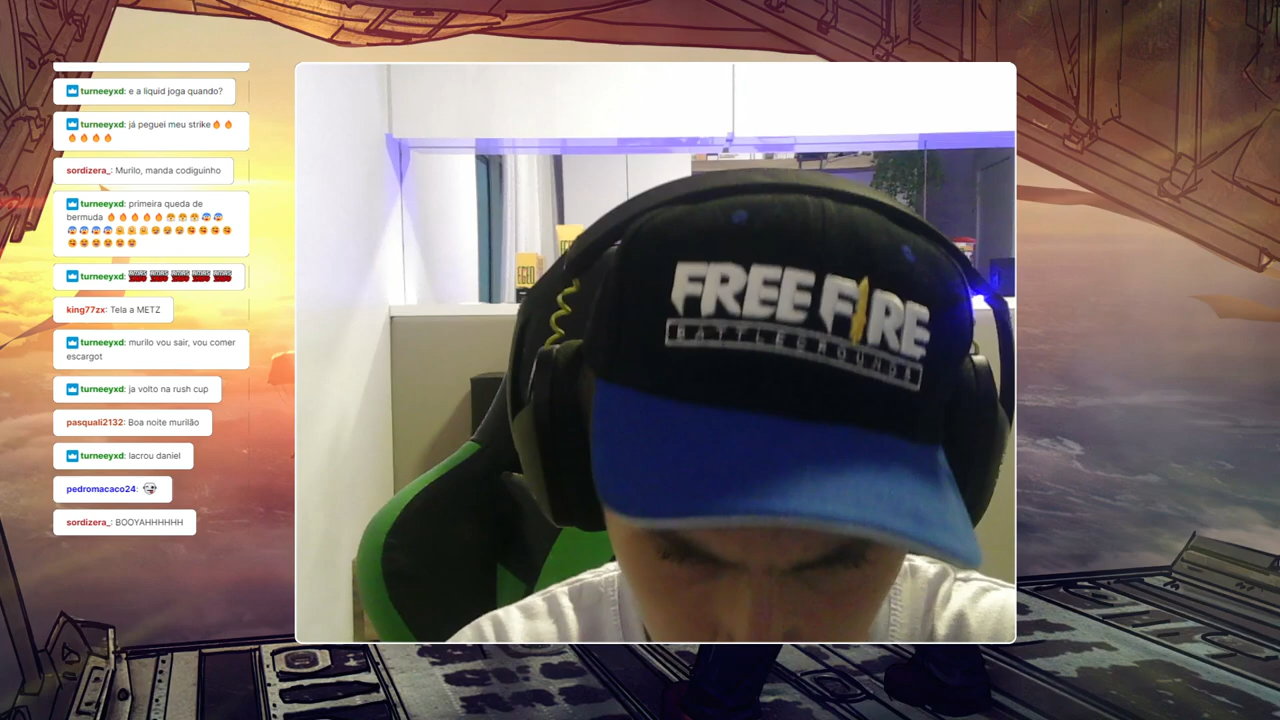 turneeyxd: e a liquid joga quando?
turneeyxd: já peguei meu strike🔥🔥
🔥🔥🔥🔥
sordizera_: Murilo, manda codiguinho
turneeyxd: primeira queda de
bermuda
turneeyxd:
king77zx: Tela a METZ
turneeyxd: murilo vou sair, vou comer
escargot
turneeyxd: ja volto na rush cup
pasquali2132: Boa noite murilão
turneeyxd: lacrou daniel
pedromacaco24:
sordizera_: BOOYAHHHHHH
EGEO
FREE FIRE
BATTLEGROUNDS